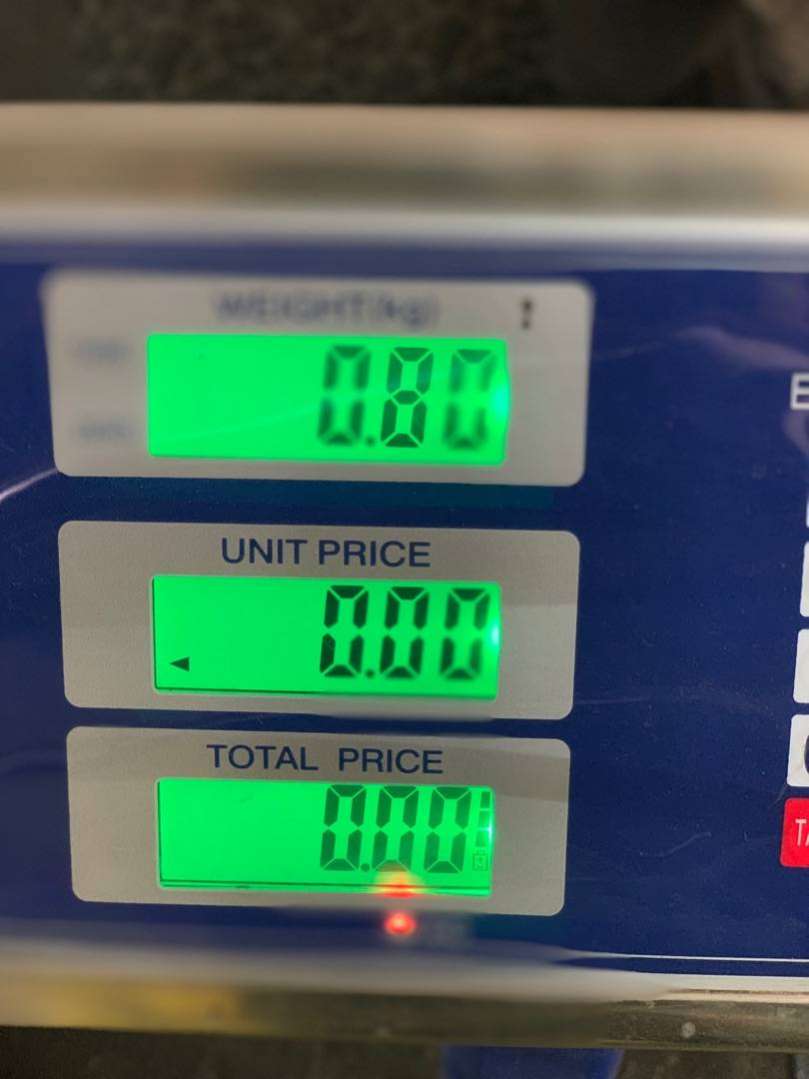 WEIGHT(kg)
0.80
UNIT PRICE
0.00
TOTAL PRICE
0.00